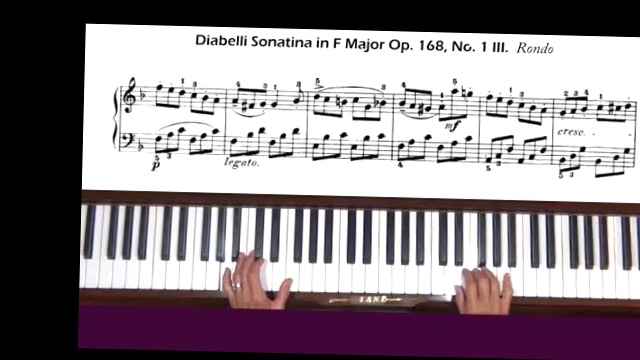 Diabelli Sonatina in F Major Op. 168, No. 1 III. Rondo
mf
cresc.
p
legato.